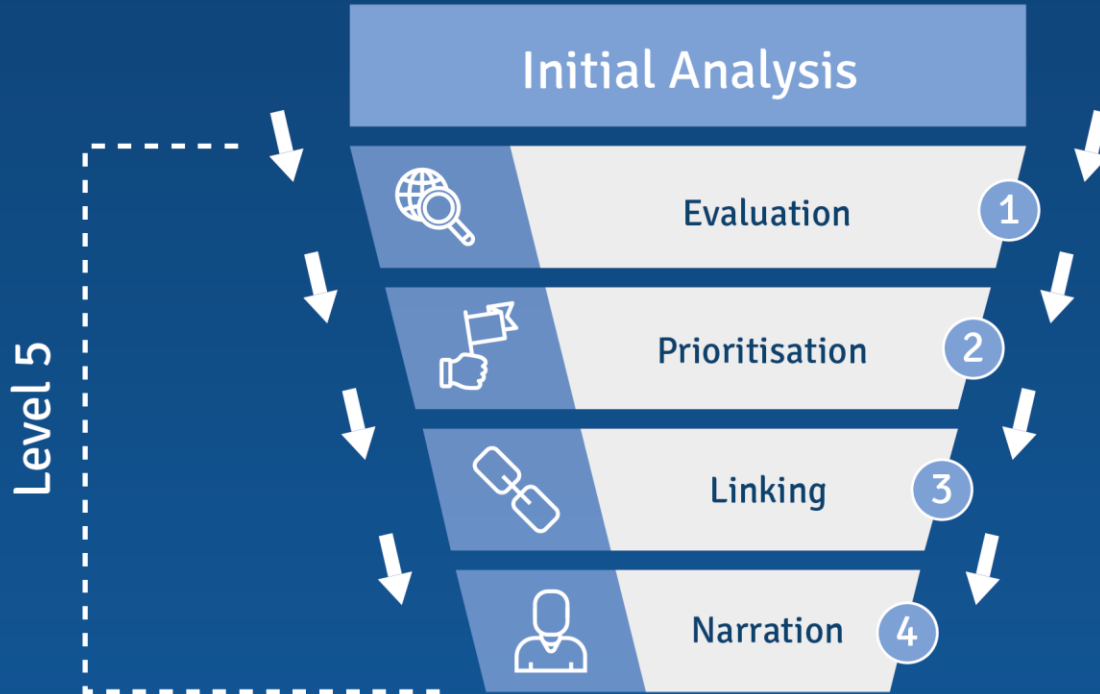 Initial Analysis
Level 5
Evaluation
1
Prioritisation
2
Linking
3
Narration
4